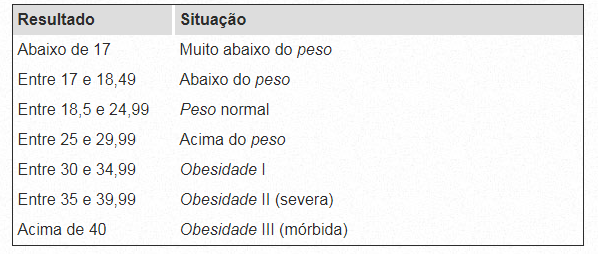 Resultado Situação
Abaixo de 17 Muito abaixo do peso
Entre 17 e 18,49 Abaixo do peso
Entre 18,5 e 24,99 Peso normal
Entre 25 e 29,99 Acima do peso
Entre 30 e 34,99 Obesidade I
Entre 35 e 39,99 Obesidade II (severa)
Acima de 40 Obesidade III (mórbida)